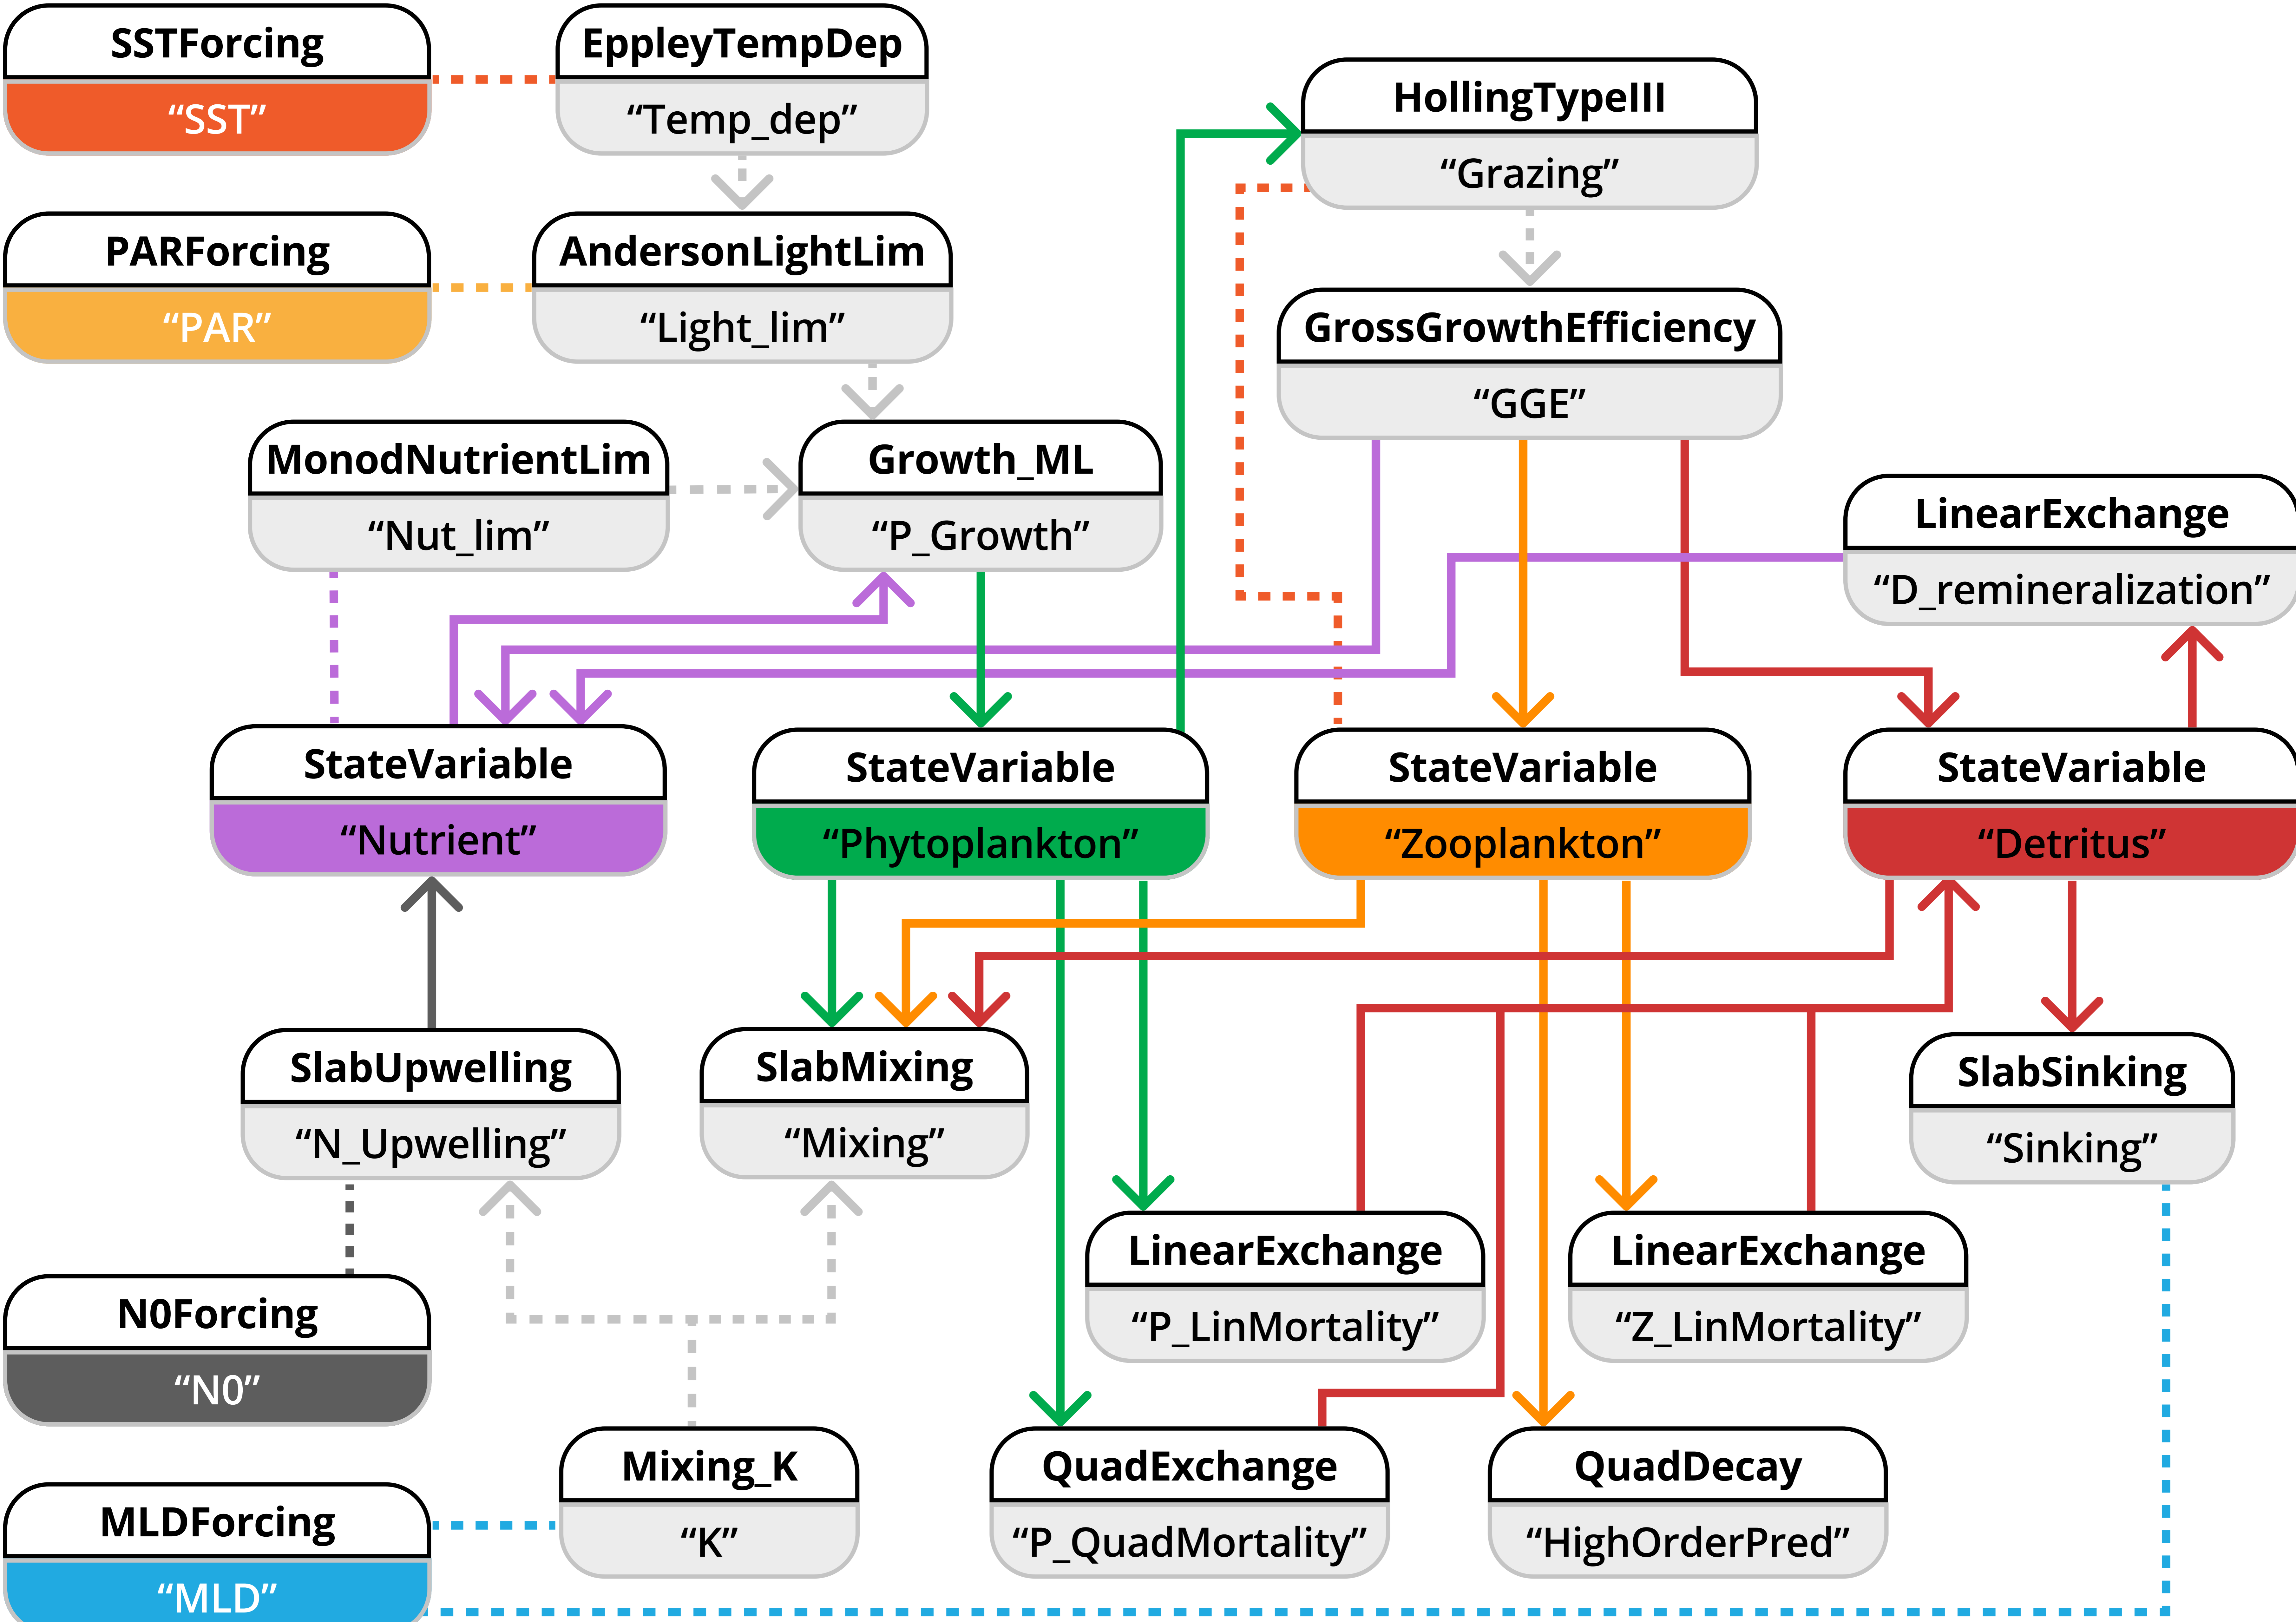 SSTForcing
“SST”
EppleyTempDep
“Temp_dep”
HollingTypeIII
“Grazing”
PARForcing
“PAR”
AndersonLightLim
“Light_lim”
GrossGrowthEfficiency
“GGE”
MonodNutrientLim
“Nut_lim”
Growth_ML
“P_Growth”
LinearExchange
“D_remineralization”
StateVariable
“Nutrient”
StateVariable
“Phytoplankton”
StateVariable
“Zooplankton”
StateVariable
“Detritus”
SlabUpwelling
“N_Upwelling”
SlabMixing
“Mixing”
SlabSinking
“Sinking”
LinearExchange
“P_LinMortality”
LinearExchange
“Z_LinMortality”
N0Forcing
“N0”
Mixing_K
“K”
QuadExchange
“P_QuadMortality”
QuadDecay
“HighOrderPred”
MLDForcing
“MLD”